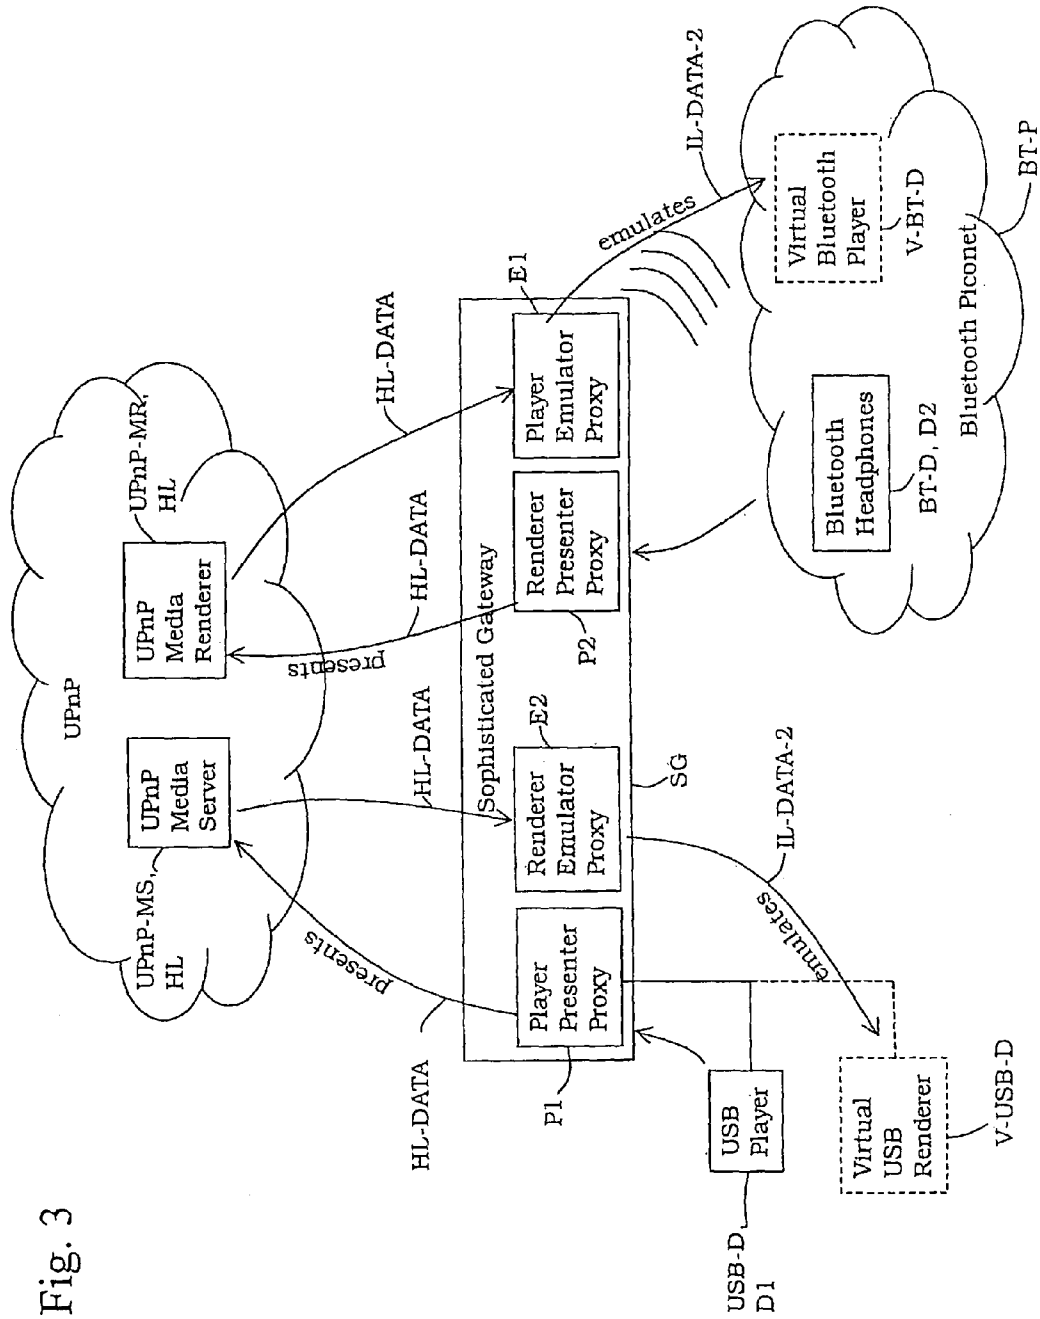 Fig. 3
UPnP
UPnP-MS,
HL
UPnP
Media
Server
UPnP
Media
Renderer
UPnP-MR,
HL
HL-DATA
presents
HL-DATA
presents
HL-DATA
HL-DATA
Sophisticated Gateway
P1
Player
Presenter
Proxy
Renderer
Emulator
Proxy
E2
Renderer
Presenter
Proxy
P2
Player
Emulator
Proxy
E1
SG
emulates
IL-DATA-2
emulates
IL-DATA-2
USB
Player
USB-D,
D1
Virtual
USB
Renderer
V-USB-D
Bluetooth
Headphones
BT-D, D2
Virtual
Bluetooth
Player
V-BT-D
Bluetooth Piconet
BT-P